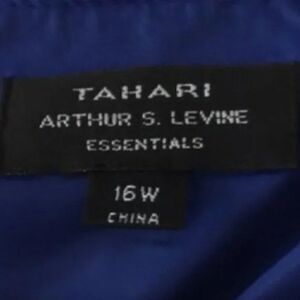 TAHARI
ARTHUR S. LEVINE
ESSENTIALS
16W
CHINA